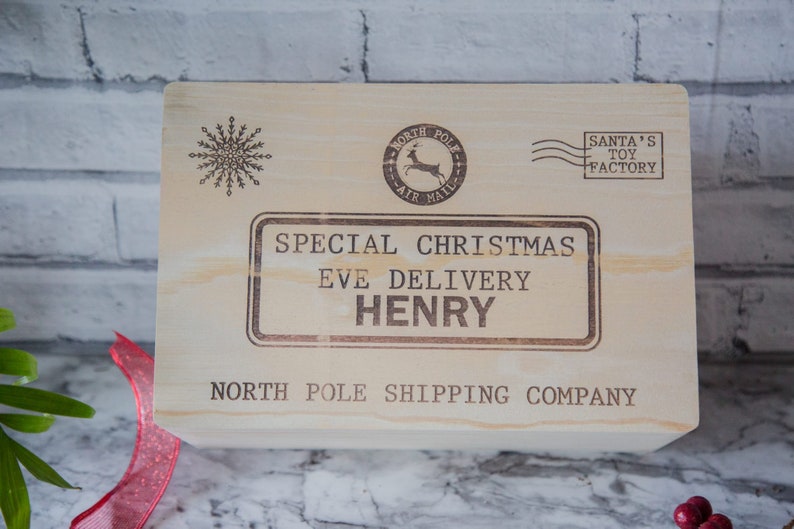 NORTH POLE
AIR MAIL
SANTA'S
TOY
FACTORY
SPECIAL CHRISTMAS
EVE DELIVERY
HENRY
NORTH POLE SHIPPING COMPANY